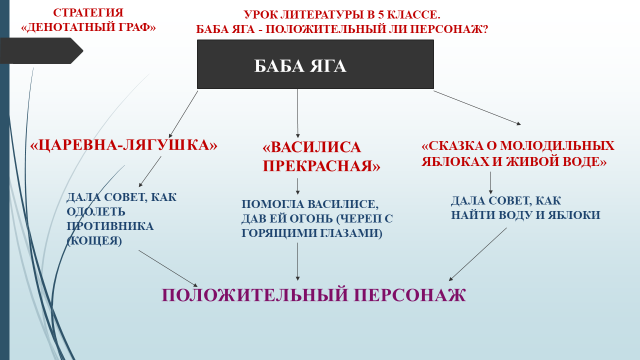 СТРАТЕГИЯ
«ДЕНОТАТНЫЙ ГРАФ»
УРОК ЛИТЕРАТУРЫ В 5 КЛАССЕ.
БАБА ЯГА - ПОЛОЖИТЕЛЬНЫЙ ЛИ ПЕРСОНАЖ?
БАБА ЯГА
«ЦАРЕВНА-ЛЯГУШКА»
«ВАСИЛИСА
ПРЕКРАСНАЯ»
«СКАЗКА О МОЛОДИЛЬНЫХ
ЯБЛОКАХ И ЖИВОЙ ВОДЕ»
ДАЛА СОВЕТ, КАК
ОДОЛЕТЬ
ПРОТИВНИКА
(КОЩЕЯ)
ПОМОГЛА ВАСИЛИСЕ,
ДАВ ЕЙ ОГОНЬ (ЧЕРЕП С
ГОРЯЩИМИ ГЛАЗАМИ)
ДАЛА СОВЕТ, КАК
НАЙТИ ВОДУ И ЯБЛОКИ
ПОЛОЖИТЕЛЬНЫЙ ПЕРСОНАЖ